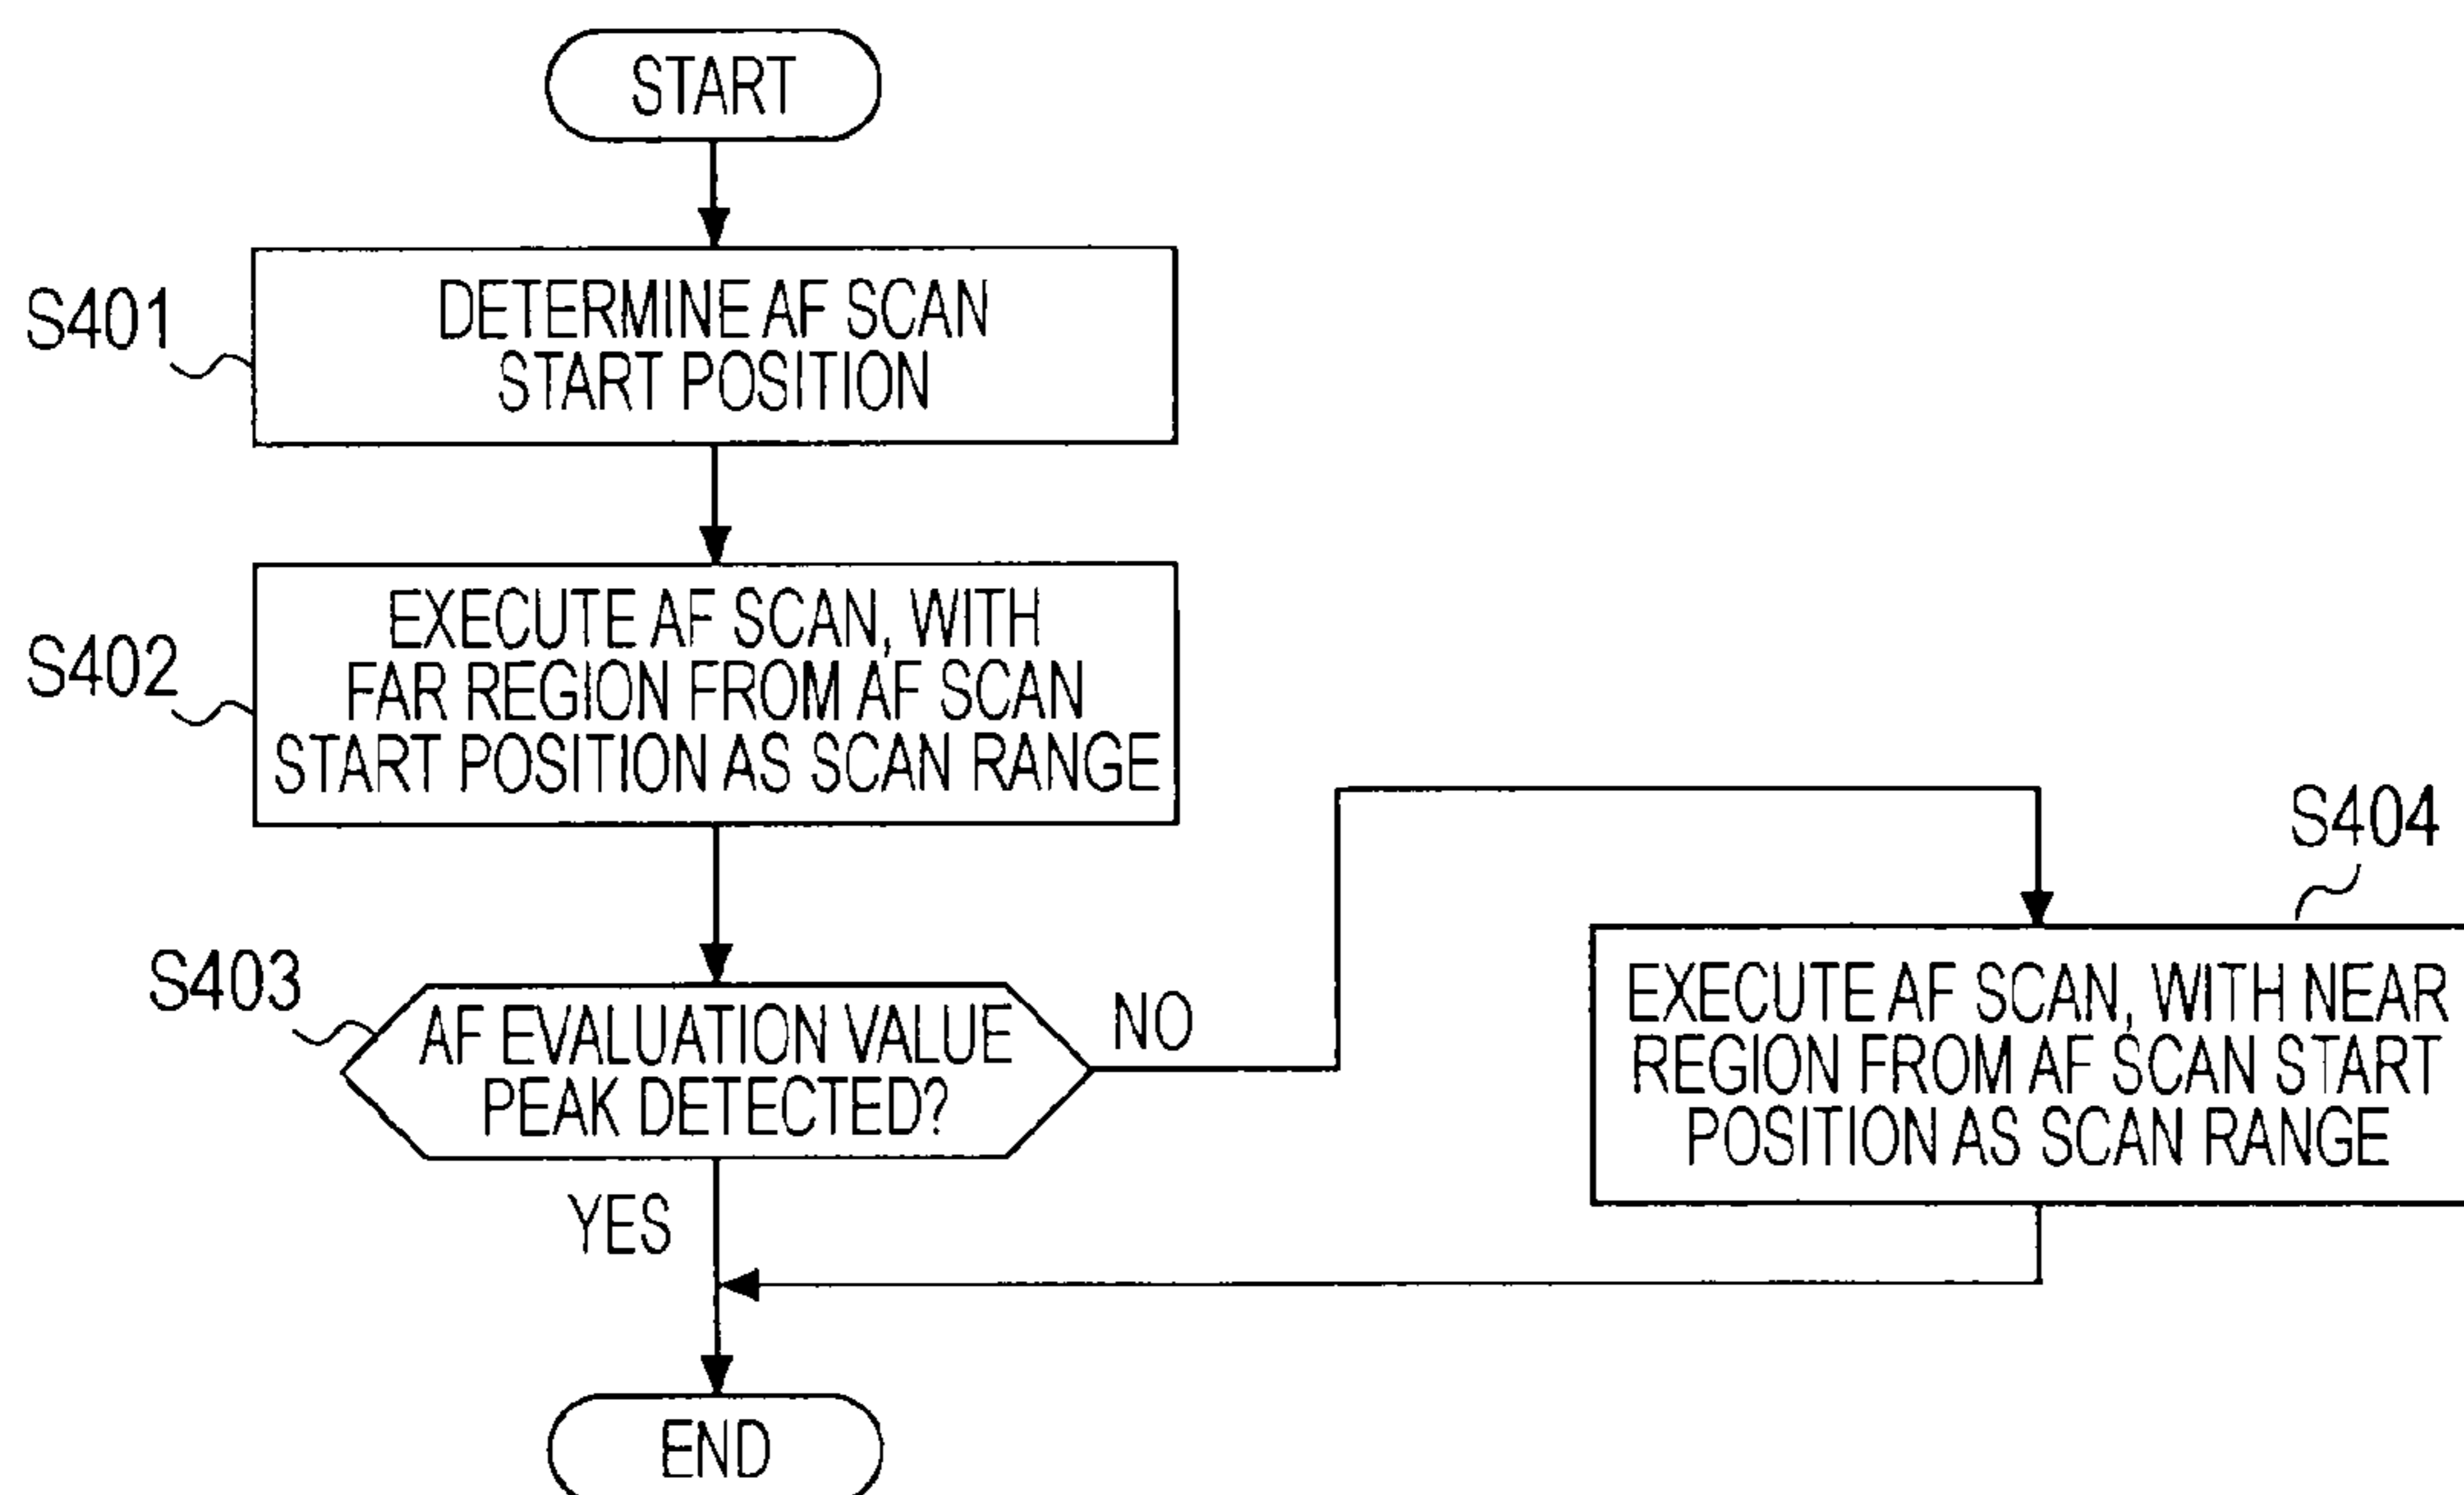 START
S401
DETERMINE AF SCAN
START POSITION
S402
EXECUTE AF SCAN, WITH
FAR REGION FROM AF SCAN
START POSITION AS SCAN RANGE
S403
AF EVALUATION VALUE
PEAK DETECTED?
NO
YES
S404
EXECUTE AF SCAN, WITH NEAR
REGION FROM AF SCAN START
POSITION AS SCAN RANGE
END